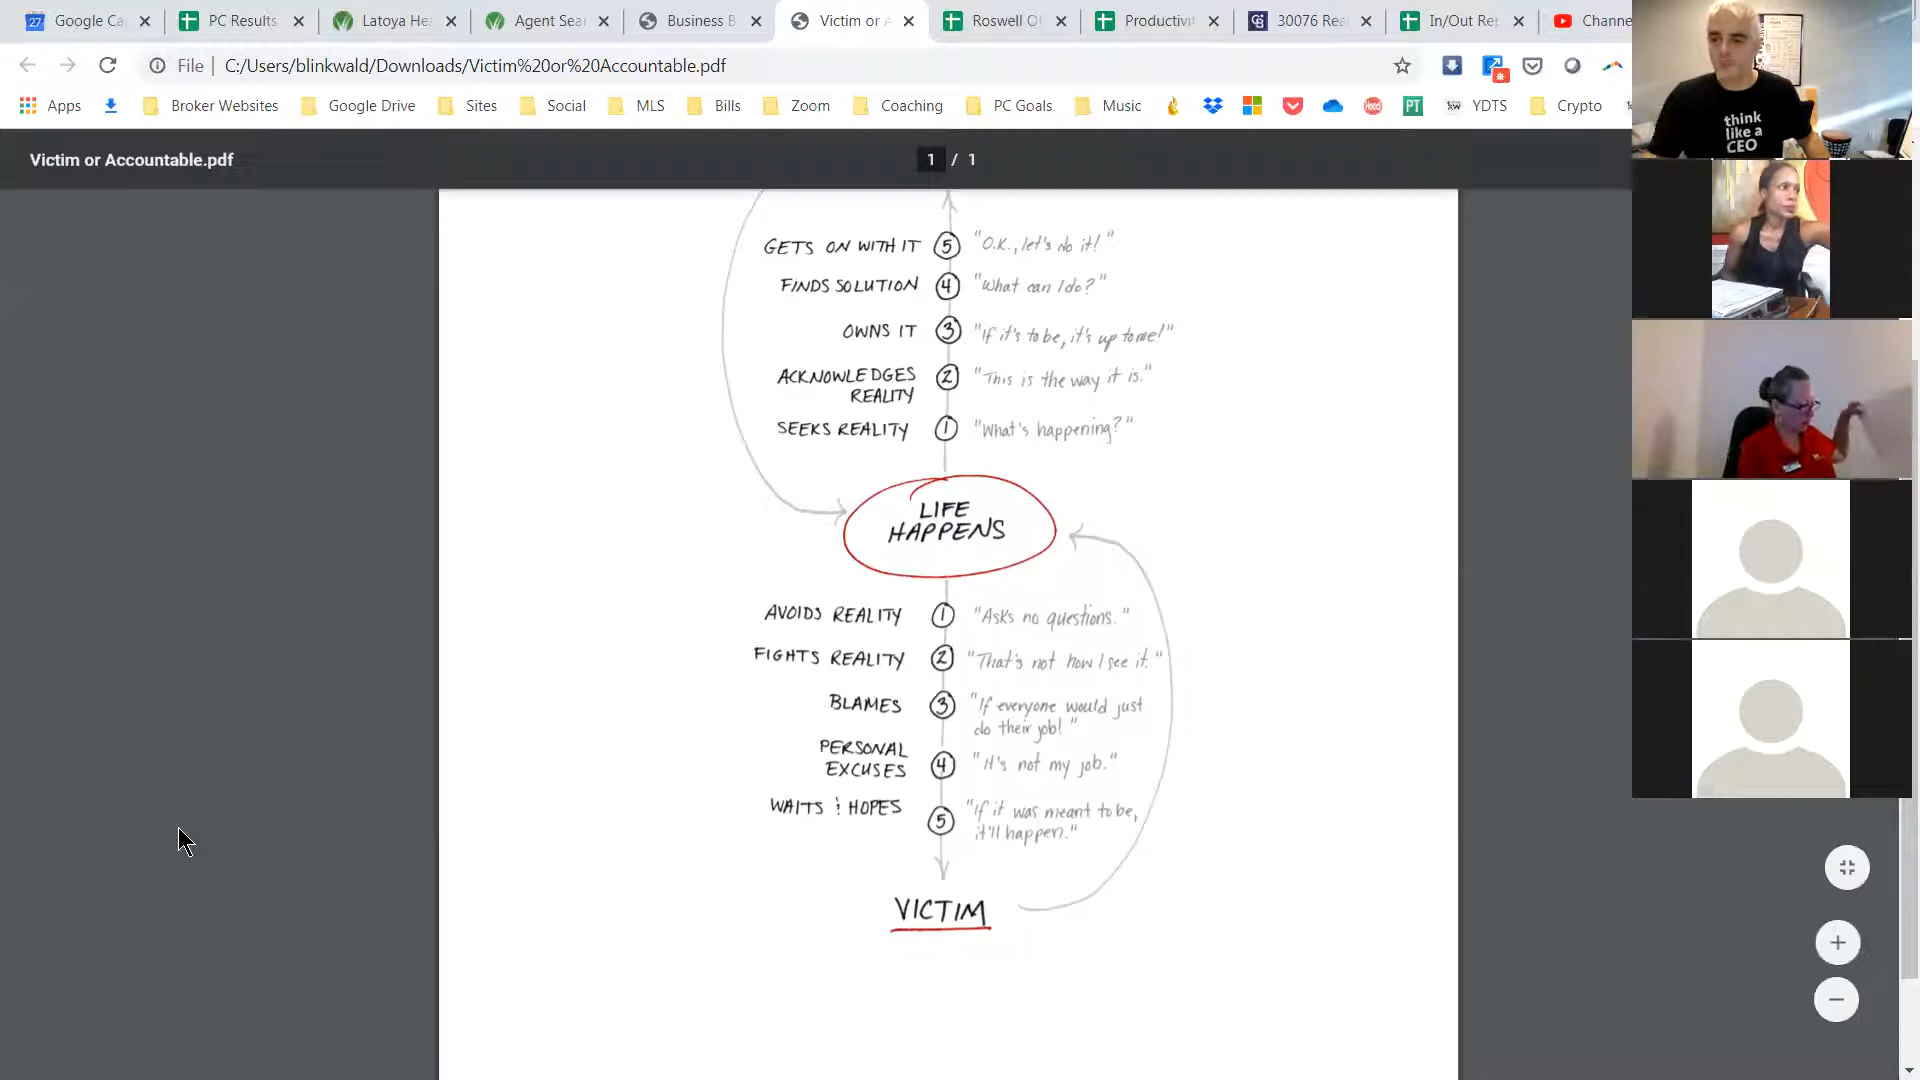 27 Google Ca
PC Results
Latoya He
Agent Sea
Business B
Victim or A
Roswell O
Productivit
CB 30076 Rea
In/Out Rep
Channe
File C:/Users/blinkwald/Downloads/Victim%20or%20Accountable.pdf
Apps Broker Websites Google Drive Sites Social MLS Bills Zoom Coaching PC Goals Music PT kw YDTS Crypto
think
like a
CEO
Victim or Accountable.pdf 1 / 1
GETS ON WITH IT 5 "O.K., let's do it! "
FINDS SOLUTION 4 "What can I do? "
OWNS IT 3 "If it's to be, it's up to me!"
ACKNOWLEDGES
REALITY 2 "This is the way it is."
SEEKS REALITY 1 "What's happening? "
LIFE
HAPPENS
AVOIDS REALITY 1 "Asks no questions. "
FIGHTS REALITY 2 "That's not how I see it. "
BLAMES 3 "If everyone would just
do their job! "
PERSONAL
EXCUSES 4 "It's not my job."
WAITS & HOPES 5 "If it was meant to be,
it'll happen."
VICTIM